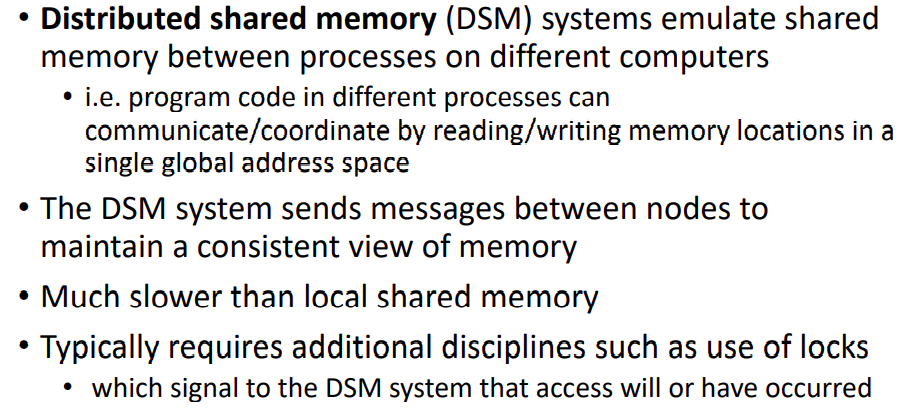 • Distributed shared memory (DSM) systems emulate shared
memory between processes on different computers
• i.e. program code in different processes can
communicate/coordinate by reading/writing memory locations in a
single global address space
• The DSM system sends messages between nodes to
maintain a consistent view of memory
• Much slower than local shared memory
• Typically requires additional disciplines such as use of locks
• which signal to the DSM system that access will or have occurred